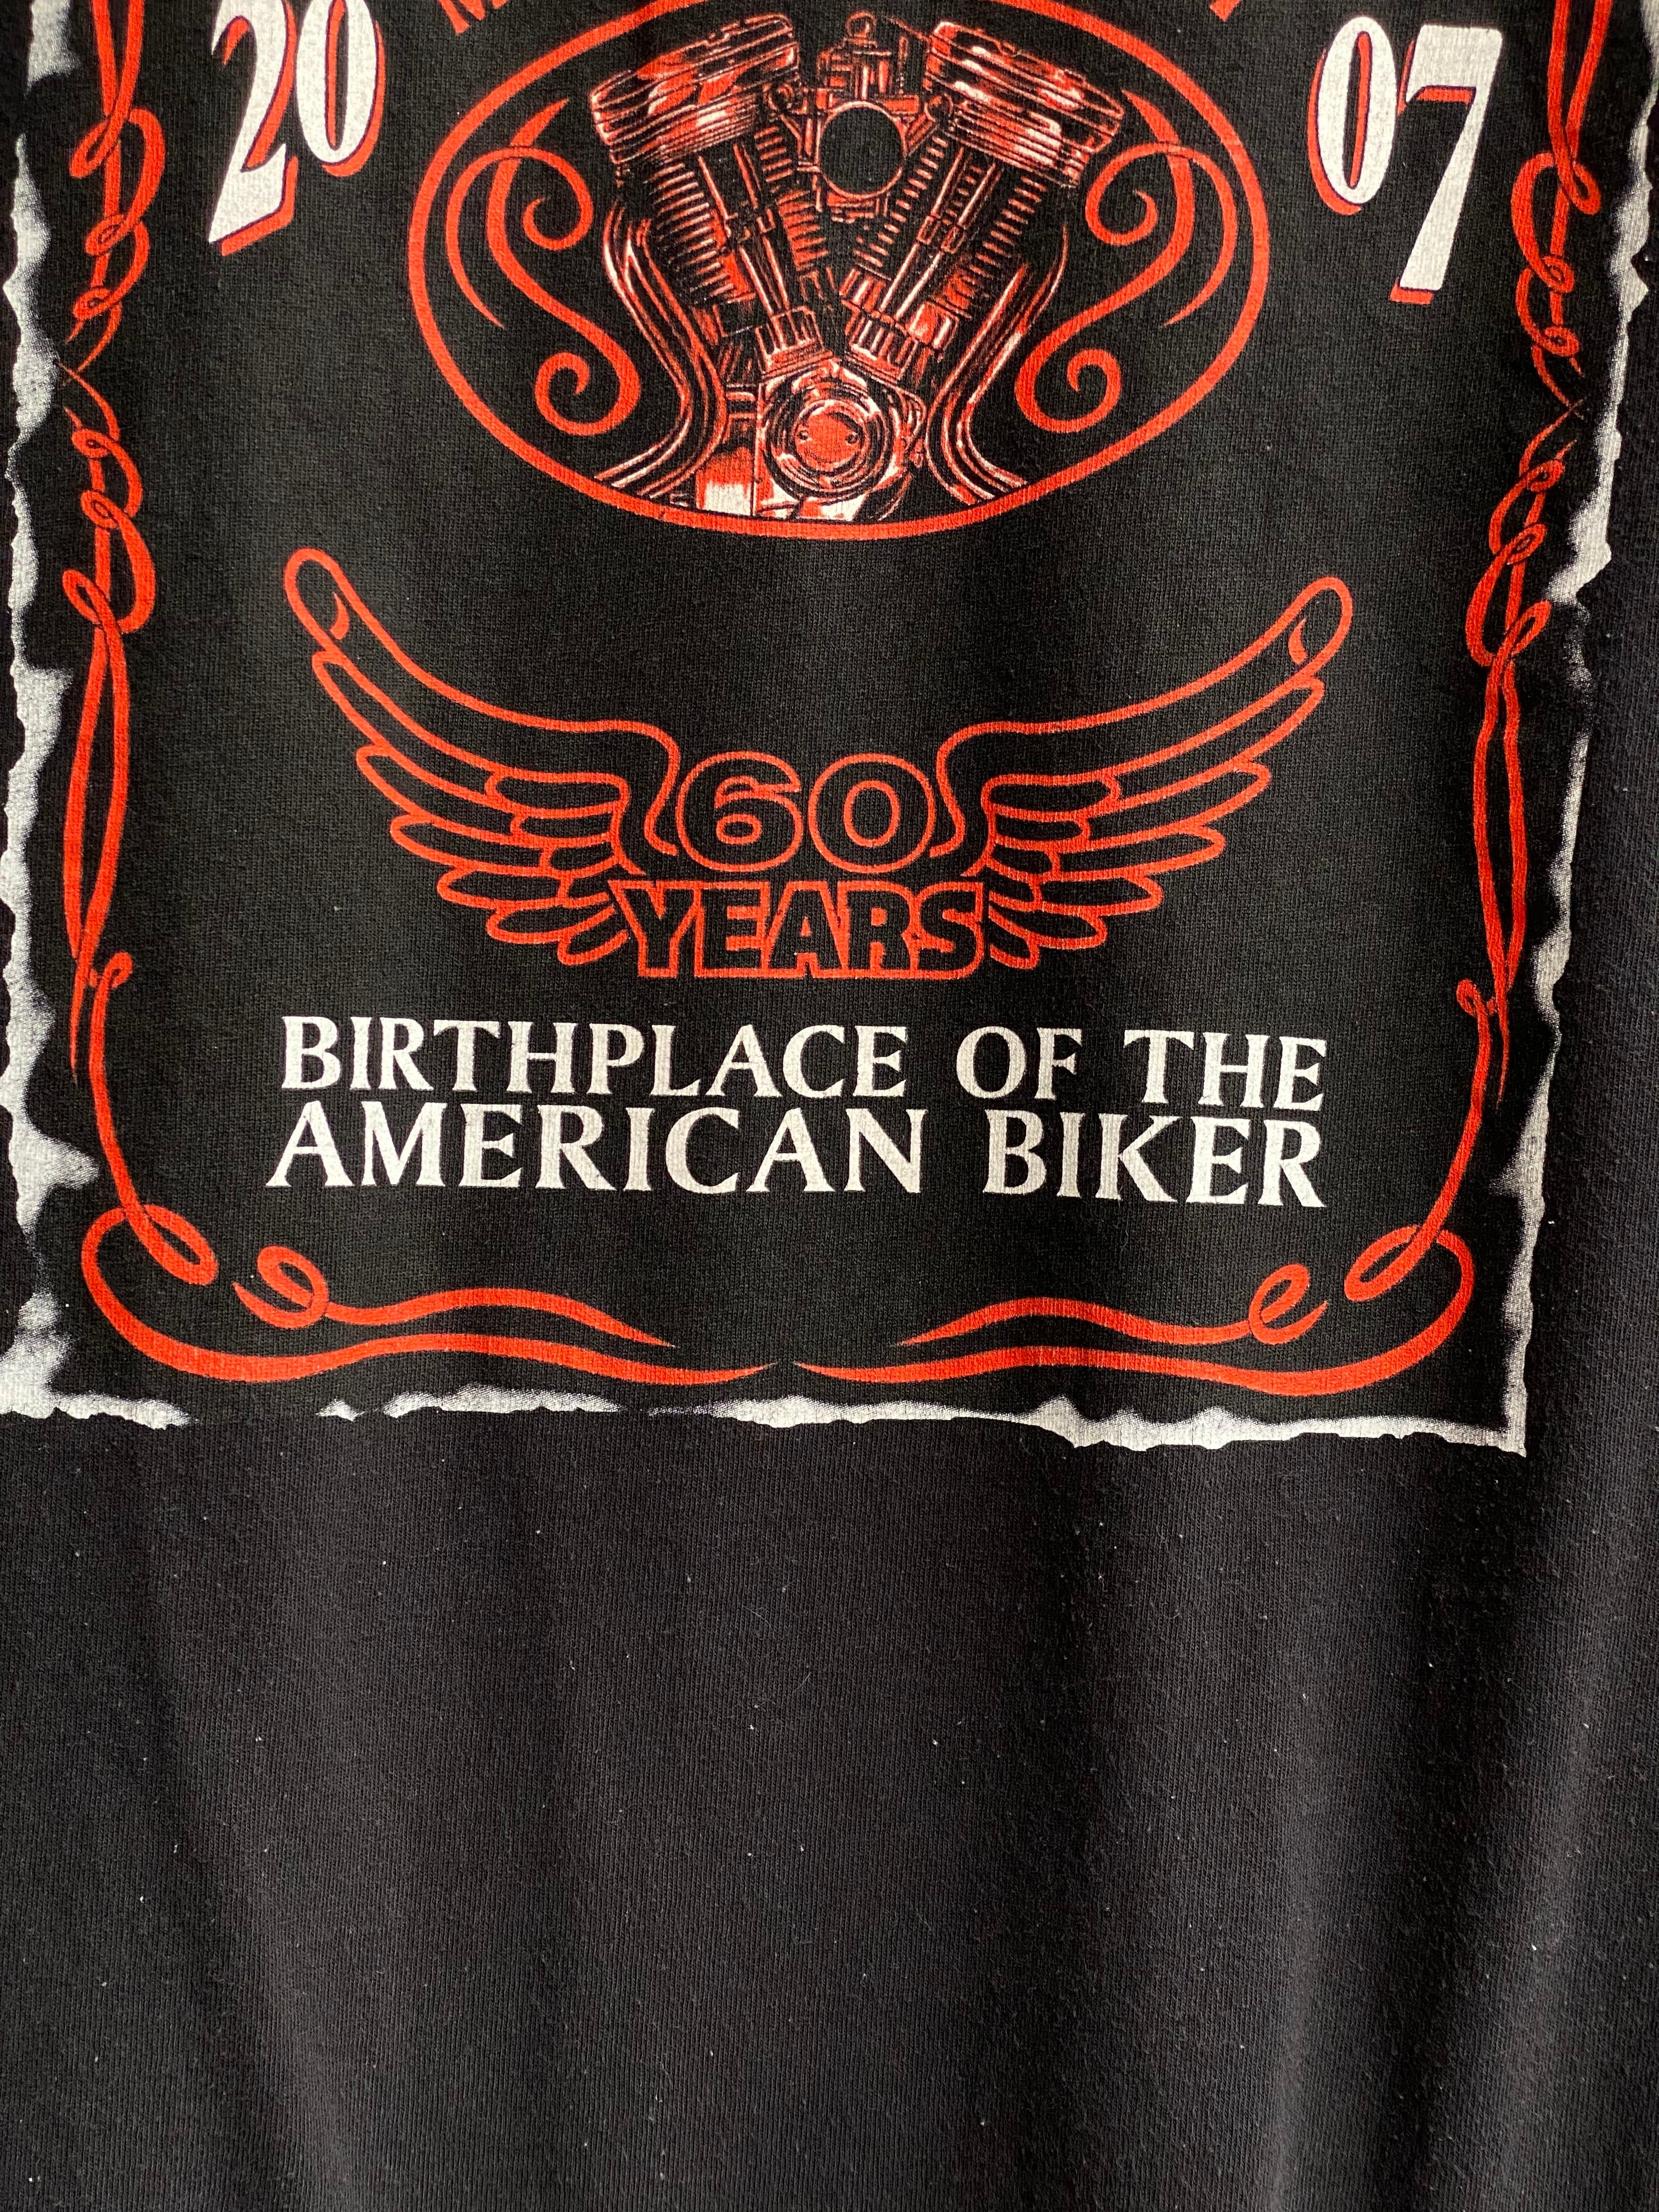 20 07
60
YEARS
BIRTHPLACE OF THE
AMERICAN BIKER